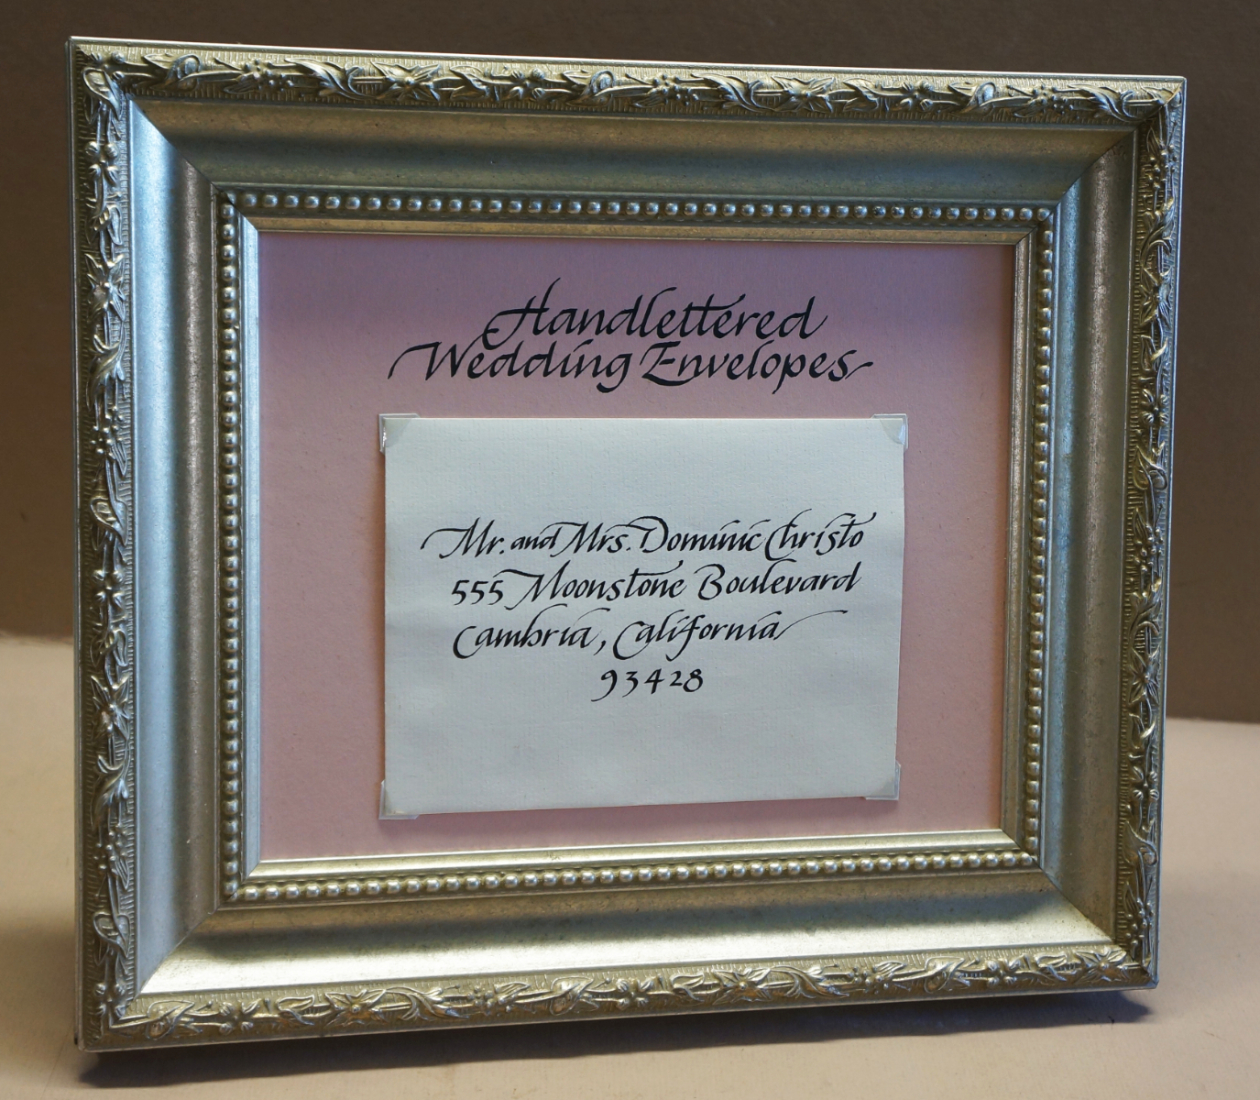 Handlettered
Wedding Envelopes
Mr. and Mrs. Dominic Christo
555 Moonstone Boulevard
Cambria, California
93428